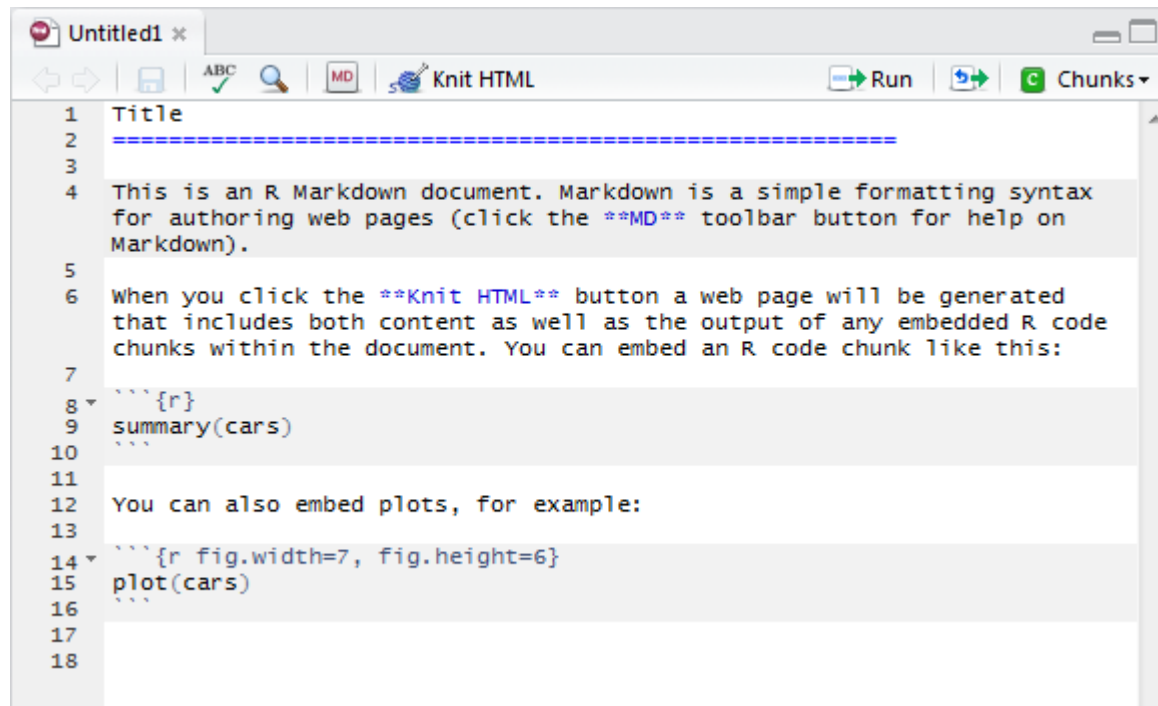 Untitled1
ABC MD Knit HTML Run C Chunks
1 Title
2 ========================================================
3
4 This is an R Markdown document. Markdown is a simple formatting syntax
for authoring web pages (click the **MD** toolbar button for help on
Markdown).
5
6 When you click the **Knit HTML** button a web page will be generated
that includes both content as well as the output of any embedded R code
chunks within the document. You can embed an R code chunk like this:
7
8 ```{r}
9 summary(cars)
10 ```
11
12 You can also embed plots, for example:
13
14 ```{r fig.width=7, fig.height=6}
15 plot(cars)
16 ```
17
18